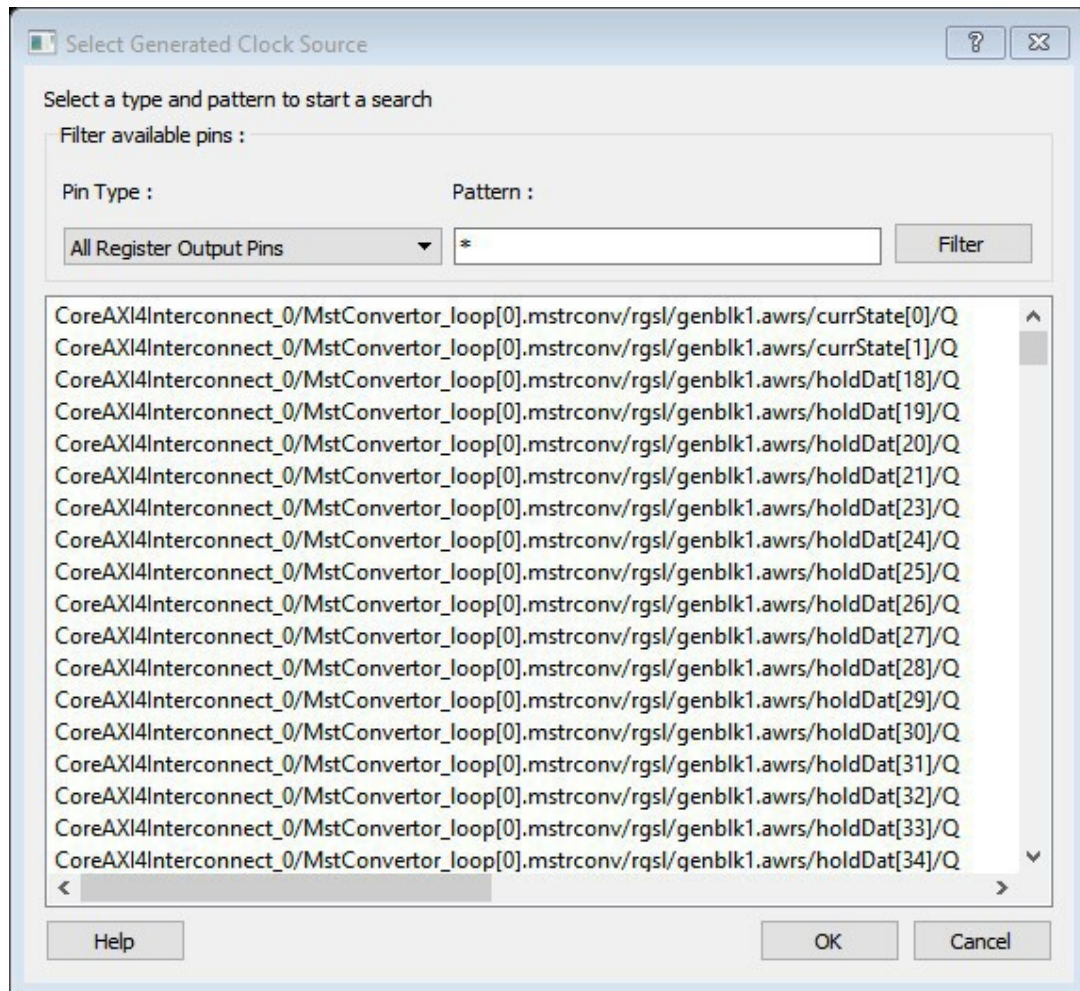 Select Generated Clock Source
Select a type and pattern to start a search
Filter available pins :
Pin Type :
Pattern :
All Register Output Pins
*
Filter
CoreAXI4Interconnect_0/MstConvertor_loop[0].mstrconv/rgsl/genblk1.awrs/currState[0]/Q
CoreAXI4Interconnect_0/MstConvertor_loop[0].mstrconv/rgsl/genblk1.awrs/currState[1]/Q
CoreAXI4Interconnect_0/MstConvertor_loop[0].mstrconv/rgsl/genblk1.awrs/holdDat[18]/Q
CoreAXI4Interconnect_0/MstConvertor_loop[0].mstrconv/rgsl/genblk1.awrs/holdDat[19]/Q
CoreAXI4Interconnect_0/MstConvertor_loop[0].mstrconv/rgsl/genblk1.awrs/holdDat[20]/Q
CoreAXI4Interconnect_0/MstConvertor_loop[0].mstrconv/rgsl/genblk1.awrs/holdDat[21]/Q
CoreAXI4Interconnect_0/MstConvertor_loop[0].mstrconv/rgsl/genblk1.awrs/holdDat[23]/Q
CoreAXI4Interconnect_0/MstConvertor_loop[0].mstrconv/rgsl/genblk1.awrs/holdDat[24]/Q
CoreAXI4Interconnect_0/MstConvertor_loop[0].mstrconv/rgsl/genblk1.awrs/holdDat[25]/Q
CoreAXI4Interconnect_0/MstConvertor_loop[0].mstrconv/rgsl/genblk1.awrs/holdDat[26]/Q
CoreAXI4Interconnect_0/MstConvertor_loop[0].mstrconv/rgsl/genblk1.awrs/holdDat[27]/Q
CoreAXI4Interconnect_0/MstConvertor_loop[0].mstrconv/rgsl/genblk1.awrs/holdDat[28]/Q
CoreAXI4Interconnect_0/MstConvertor_loop[0].mstrconv/rgsl/genblk1.awrs/holdDat[29]/Q
CoreAXI4Interconnect_0/MstConvertor_loop[0].mstrconv/rgsl/genblk1.awrs/holdDat[30]/Q
CoreAXI4Interconnect_0/MstConvertor_loop[0].mstrconv/rgsl/genblk1.awrs/holdDat[31]/Q
CoreAXI4Interconnect_0/MstConvertor_loop[0].mstrconv/rgsl/genblk1.awrs/holdDat[32]/Q
CoreAXI4Interconnect_0/MstConvertor_loop[0].mstrconv/rgsl/genblk1.awrs/holdDat[33]/Q
CoreAXI4Interconnect_0/MstConvertor_loop[0].mstrconv/rgsl/genblk1.awrs/holdDat[34]/Q
Help
OK
Cancel